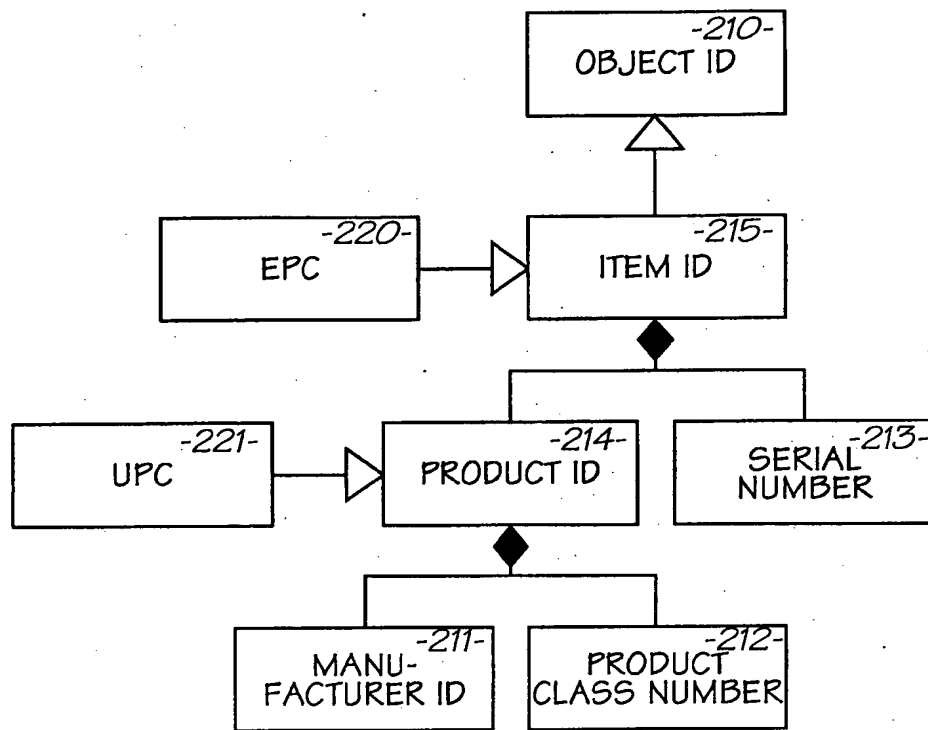 -210-
OBJECT ID
-220-
EPC
-215-
ITEM ID
-221-
UPC
-214-
PRODUCT ID
-213-
SERIAL
NUMBER
-211-
MANU-
FACTURER ID
-212-
PRODUCT
CLASS NUMBER